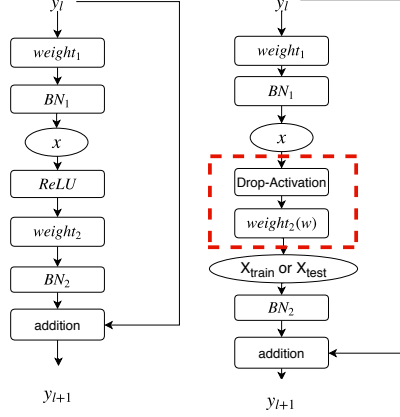 y_l
weight_1
BN_1
x
ReLU
weight_2
BN_2
addition
y_{l+1}
y_l
weight_1
BN_1
x
Drop-Activation
weight_2(w)
X_train or X_test
BN_2
addition
y_{l+1}